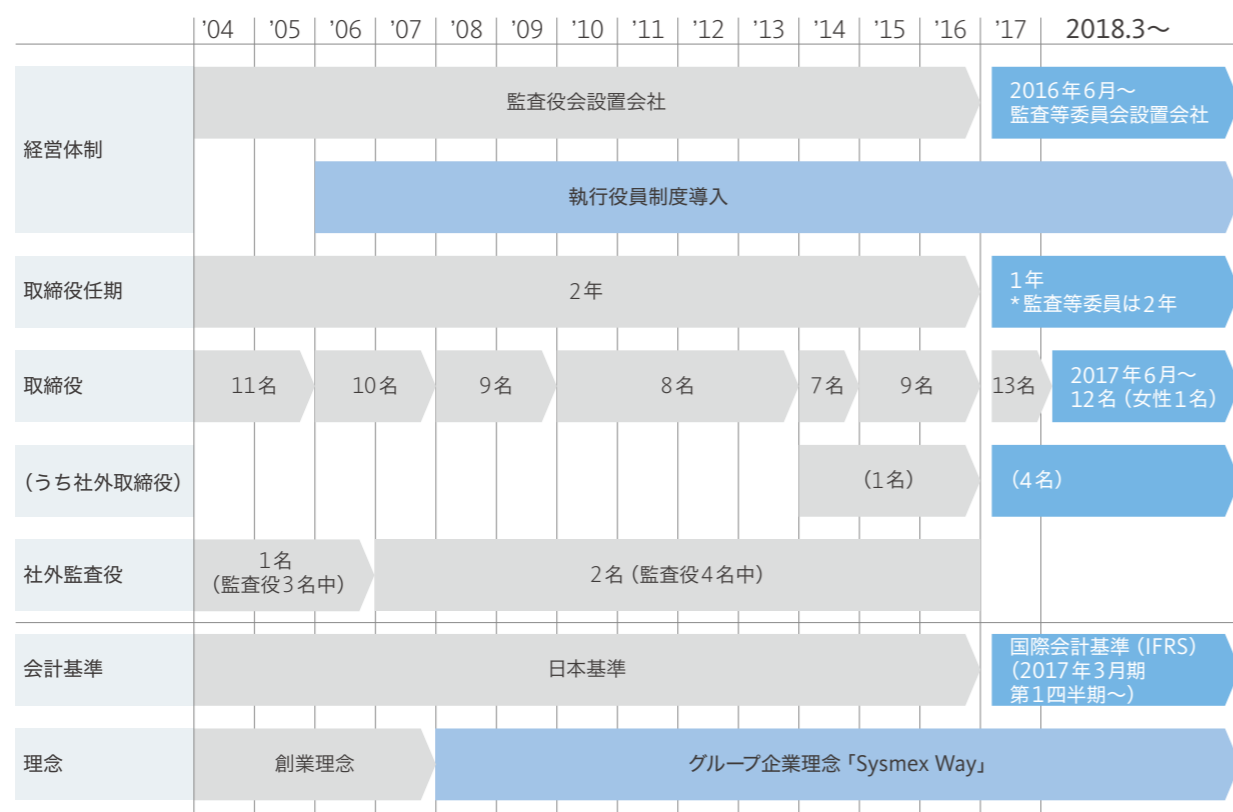 ’04 ’05 ’06 ’07 ’08 ’09 ’10 ’11 ’12 ’13 ’14 ’15 ’16 ’17 2018.3～
経営体制
監査役会設置会社
2016年6月～
監査等委員会設置会社
執行役員制度導入
取締役任期
2年
1年
*監査等委員は2年
取締役
11名
10名
9名
8名
7名
9名
13名
2017年6月～
12名（女性1名）
（うち社外取締役）
（1名）
（4名）
社外監査役
1名
（監査役3名中）
2名（監査役4名中）
会計基準
日本基準
国際会計基準（IFRS）
（2017年3月期
第1四半期～）
理念
創業理念
グループ企業理念「Sysmex Way」